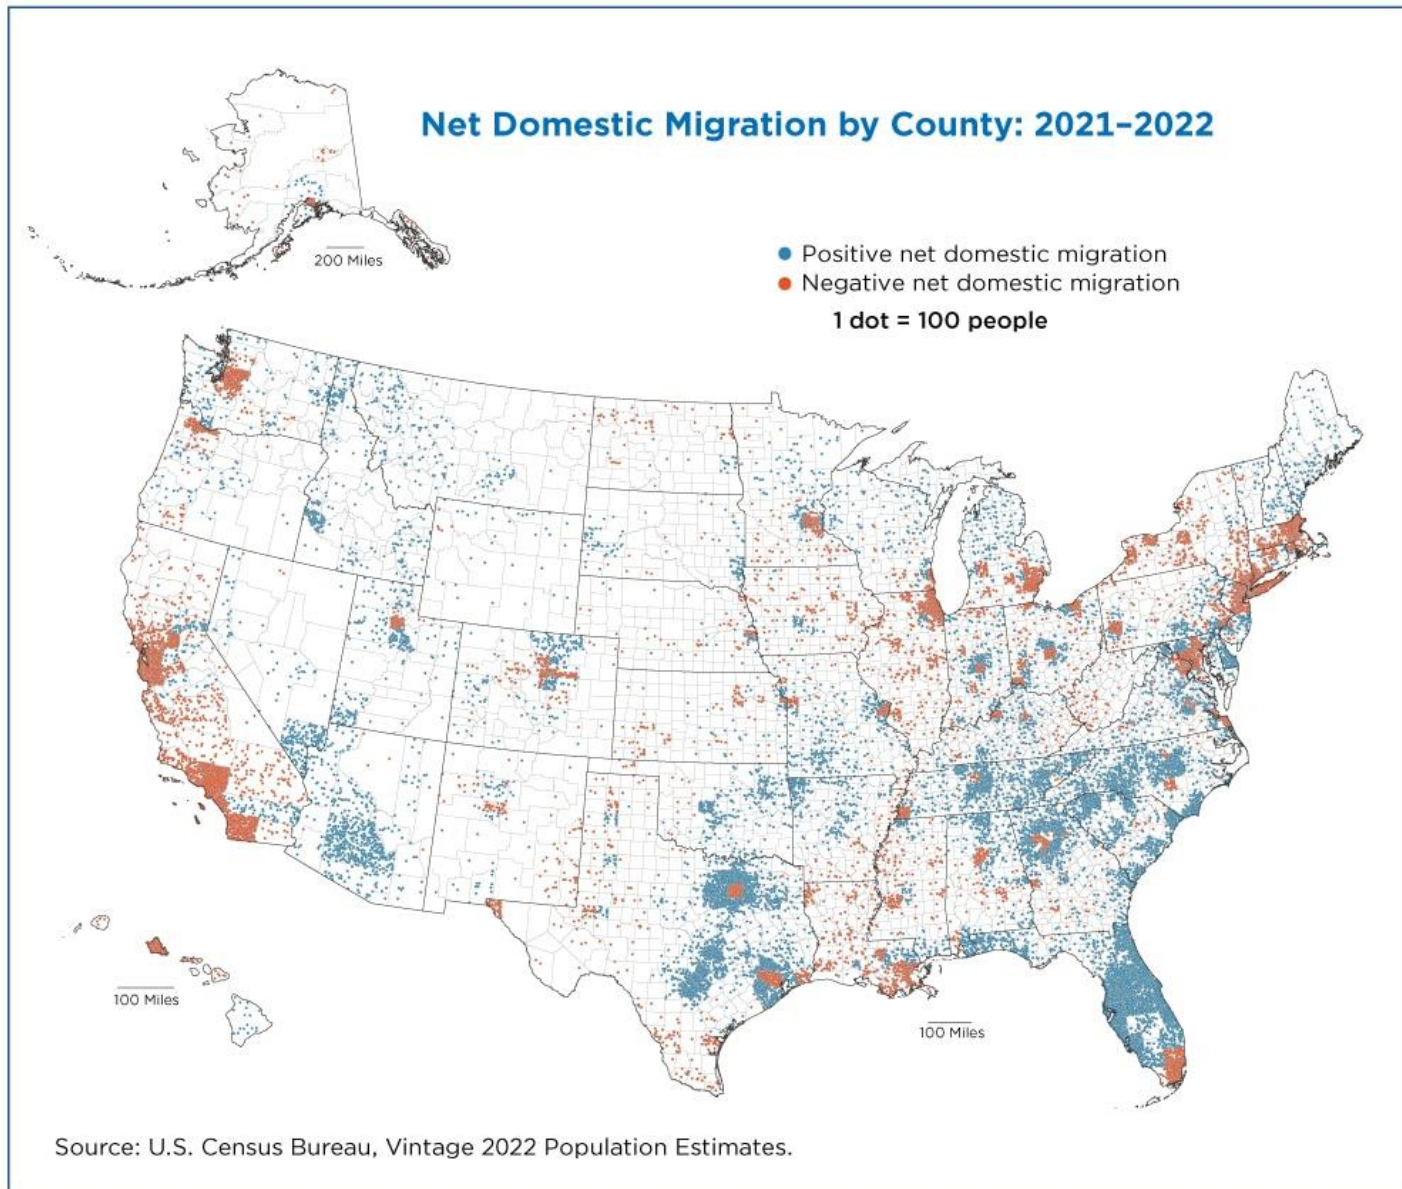 Net Domestic Migration by County: 2021–2022
Positive net domestic migration
Negative net domestic migration
1 dot = 100 people
200 Miles
100 Miles
100 Miles
Source: U.S. Census Bureau, Vintage 2022 Population Estimates.